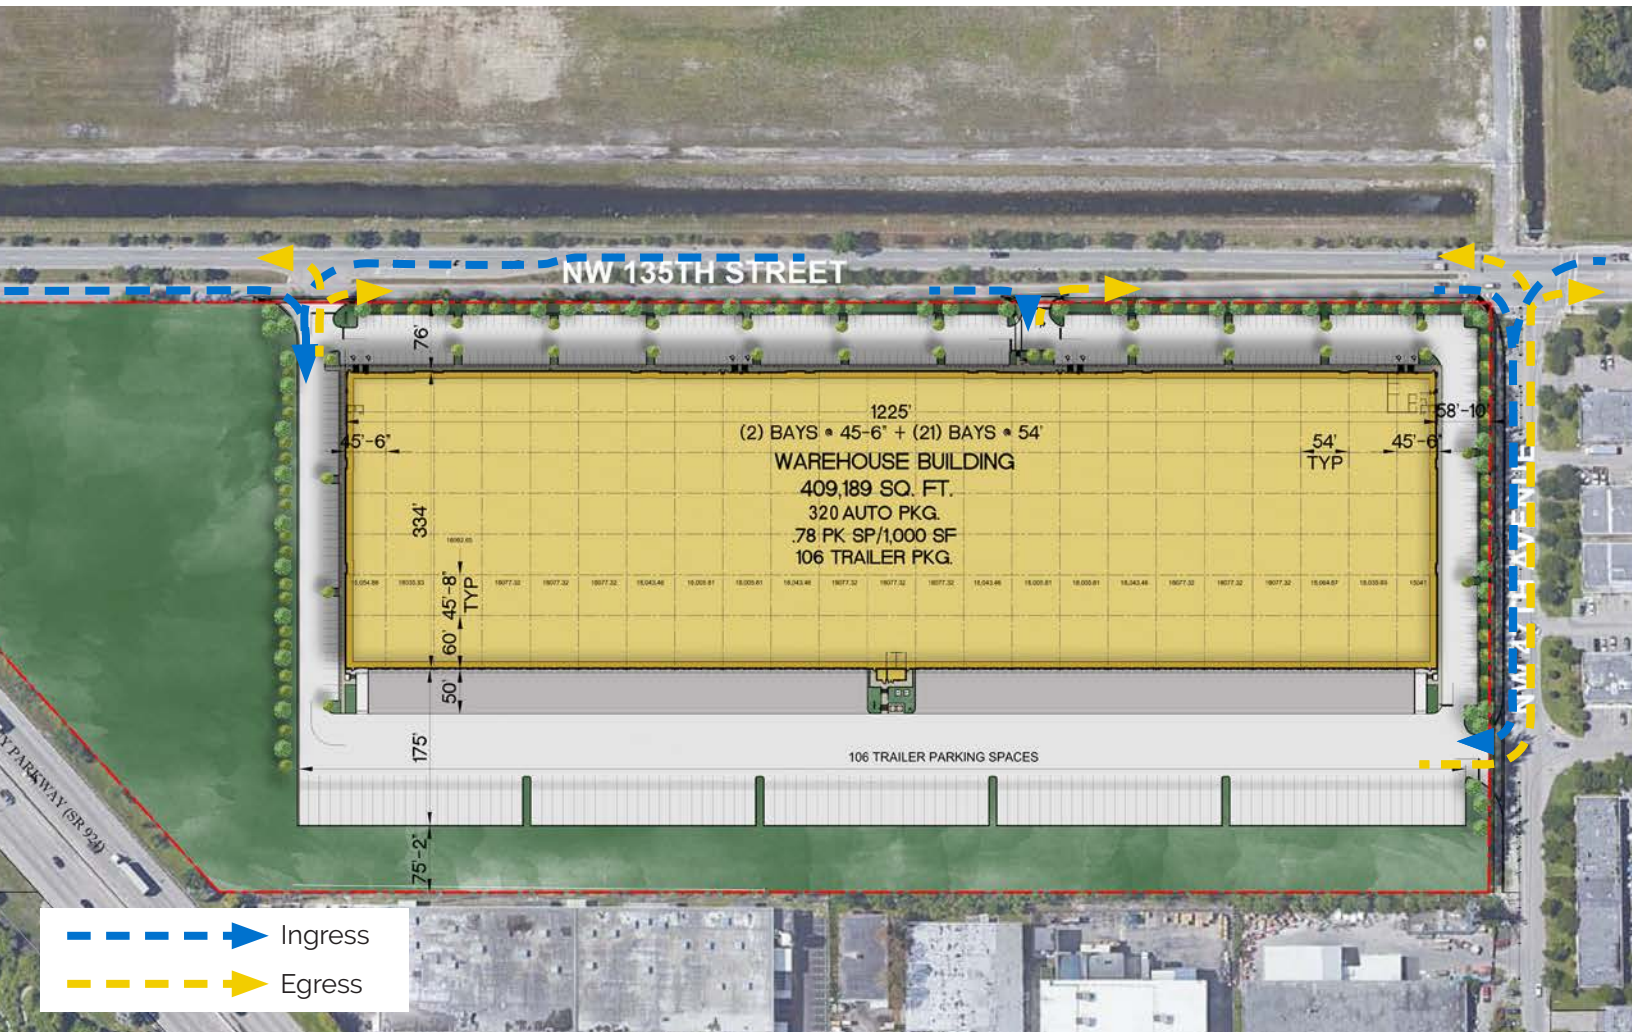 NW 135TH STREET
76'
1225'
(2) BAYS @ 45-6" + (21) BAYS @ 54'
58'-10"
45'-6"
54'
TYP
45'-6"
WAREHOUSE BUILDING
409,189 SQ. FT.
320 AUTO PKG.
.78 PK SP/1,000 SF
106 TRAILER PKG.
334'
45'-8"
TYP
60'
50'
175'
106 TRAILER PARKING SPACES
75'-2"
Y PARKWAY (SR 924)
Ingress
Egress